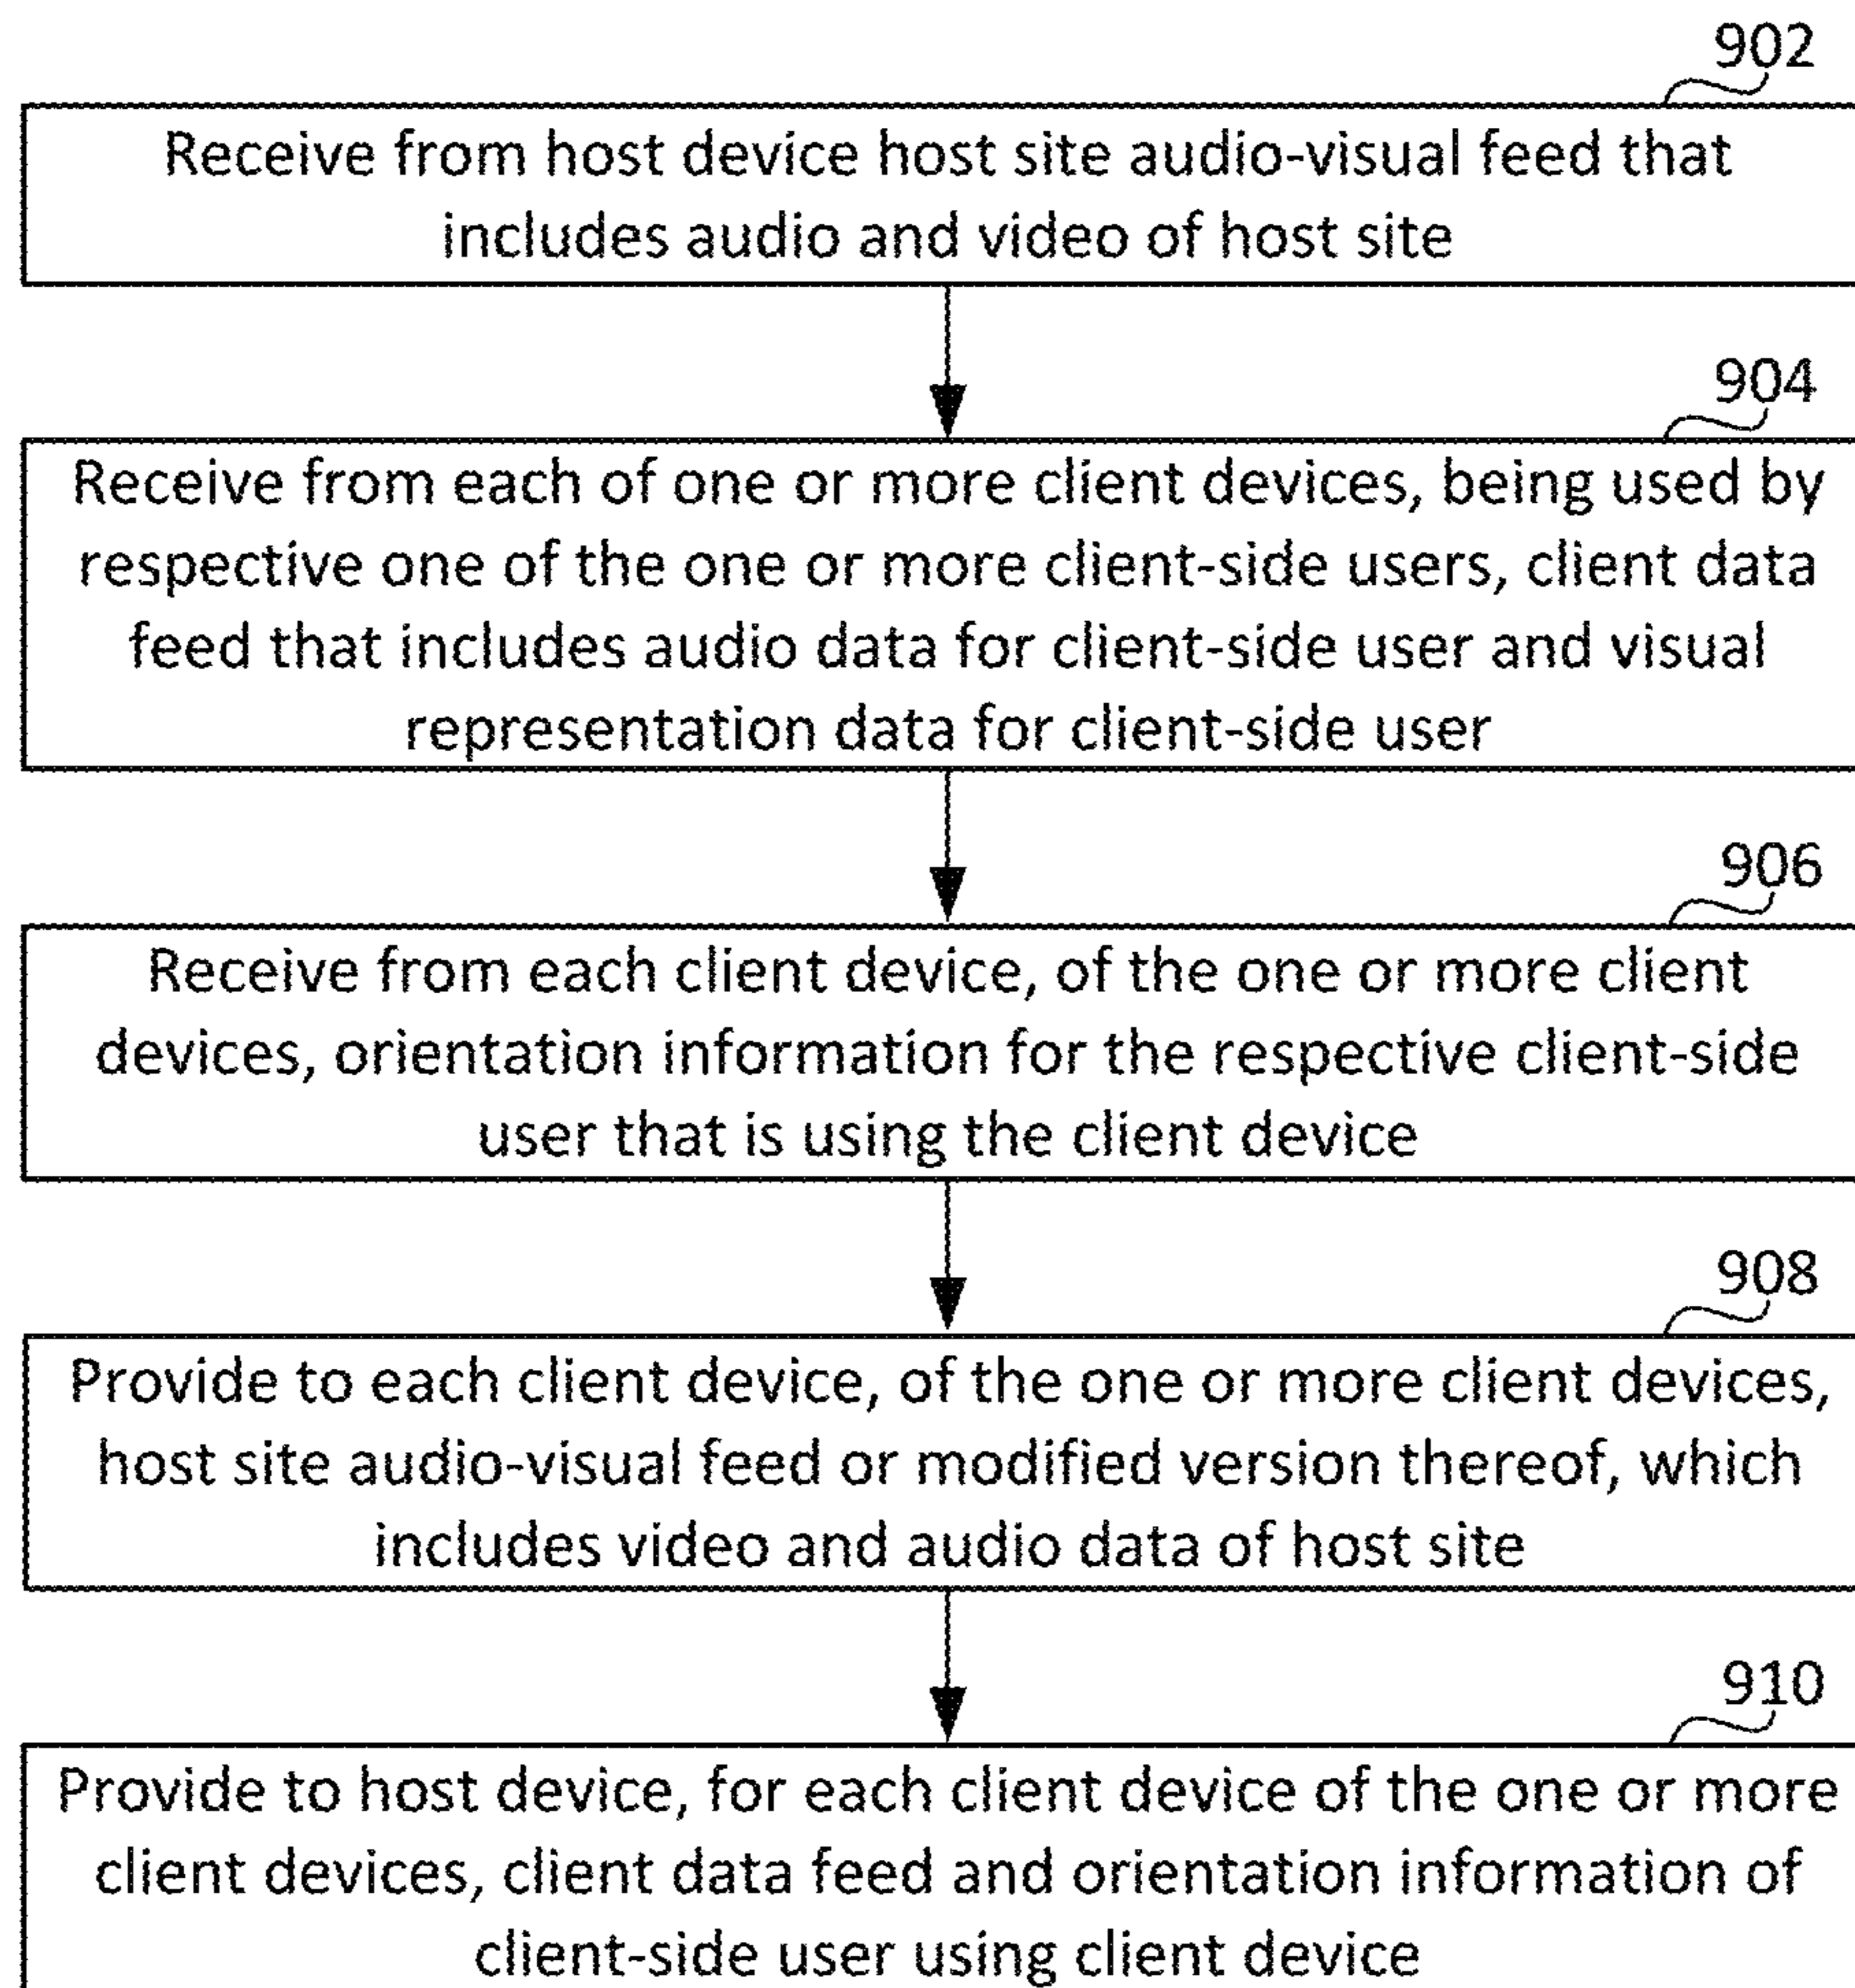 902
Receive from host device host site audio-visual feed that
includes audio and video of host site
904
Receive from each of one or more client devices, being used by
respective one of the one or more client-side users, client data
feed that includes audio data for client-side user and visual
representation data for client-side user
906
Receive from each client device, of the one or more client
devices, orientation information for the respective client-side
user that is using the client device
908
Provide to each client device, of the one or more client devices,
host site audio-visual feed or modified version thereof, which
includes video and audio data of host site
910
Provide to host device, for each client device of the one or more
client devices, client data feed and orientation information of
client-side user using client device